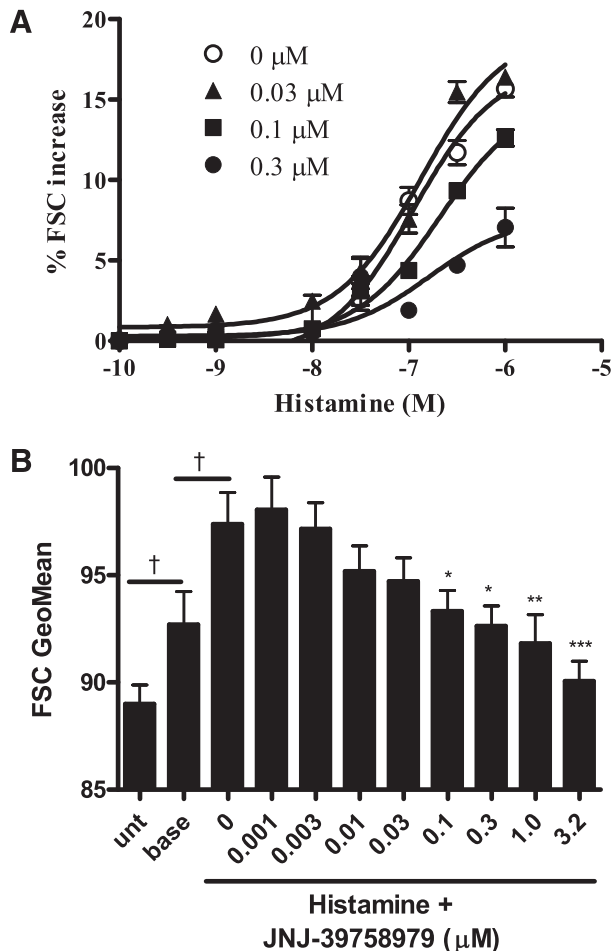 A
20
15
10
5
0
% FSC increase
0 µM
0.03 µM
0.1 µM
0.3 µM
-10
-9
-8
-7
-6
-5
Histamine (M)
B
100
95
90
85
FSC GeoMean
†
†
*
*
**
***
unt
base
0
0.001
0.003
0.01
0.03
0.1
0.3
1.0
3.2
Histamine +
JNJ-39758979 (µM)